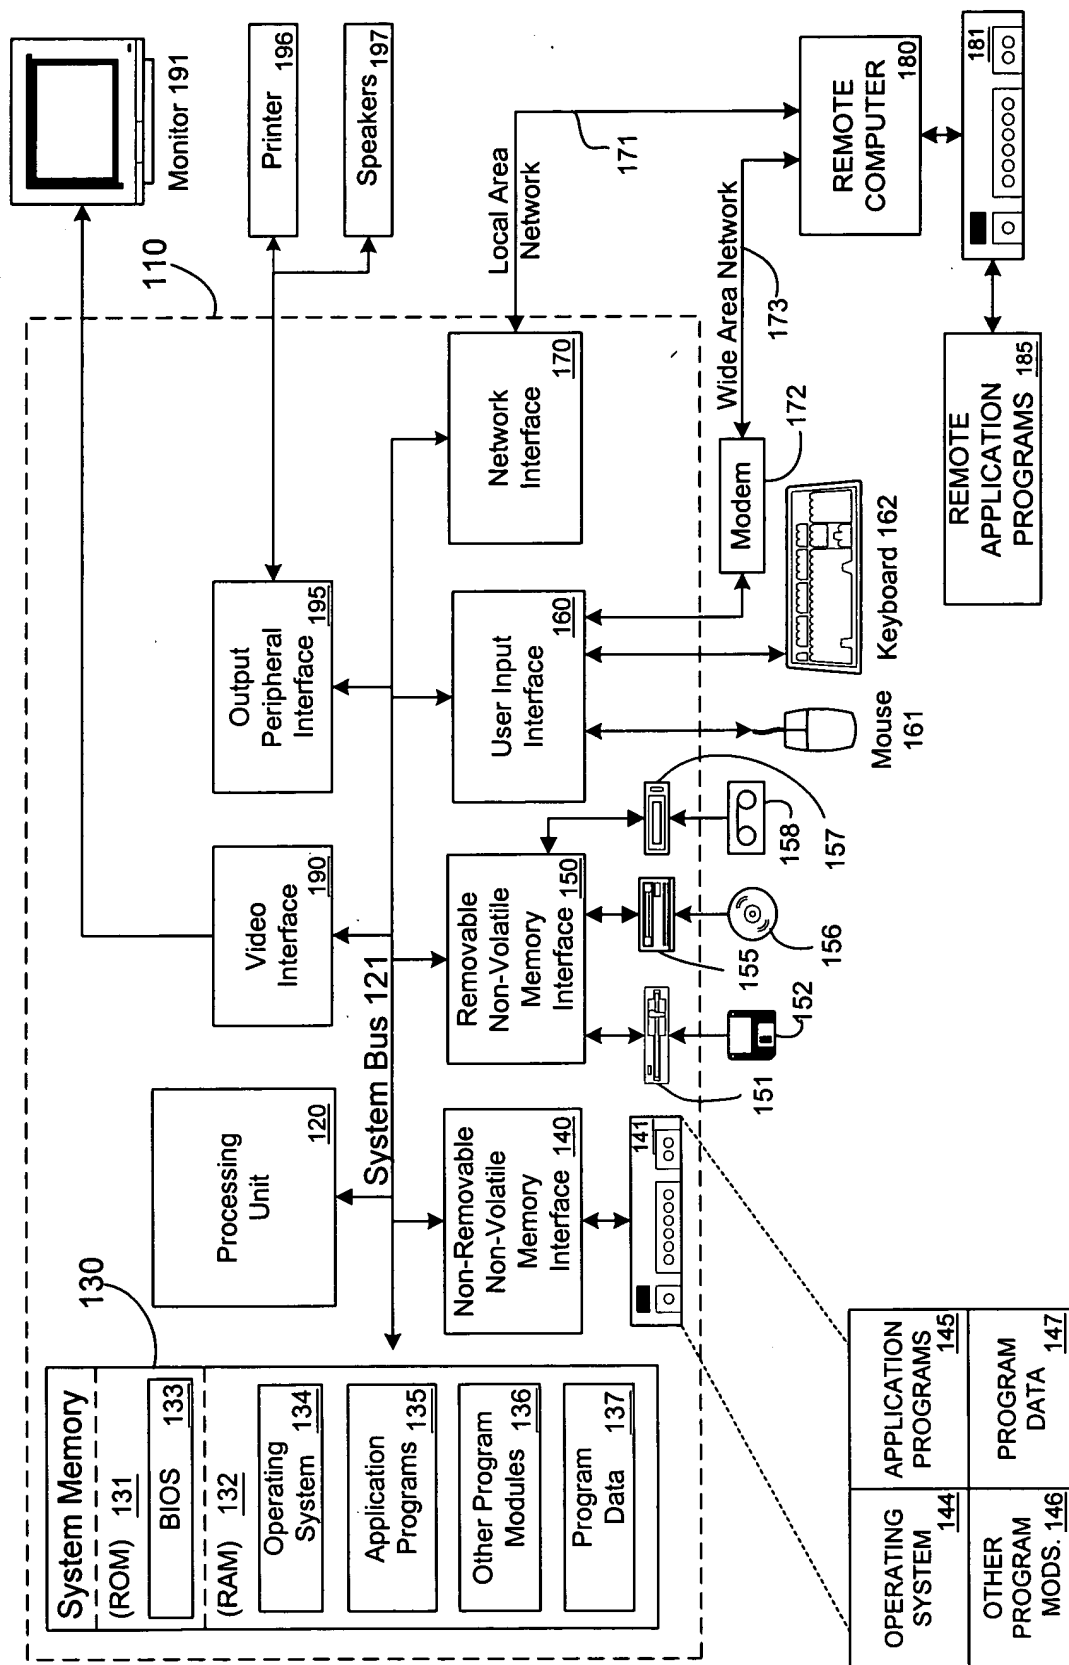 System Memory
(ROM) 131
BIOS 133
(RAM) 132
Operating
System 134
Application
Programs 135
Other Program
Modules 136
Program
Data 137
130
Processing
Unit
120
Video
Interface
190
Output
Peripheral
Interface
195
110
Monitor 191
Printer
196
Speakers
197
System Bus 121
Non-Removable
Non-Volatile
Memory
Interface 140
Removable
Non-Volatile
Memory
Interface 150
User Input
Interface
160
Network
Interface
170
Local Area
Network
171
141
151
152
155
156
157
158
Mouse
161
Keyboard 162
Modem
172
Wide Area Network
173
REMOTE
COMPUTER
180
181
REMOTE
APPLICATION
PROGRAMS 185
OPERATING
SYSTEM 144
APPLICATION
PROGRAMS 145
OTHER
PROGRAM
MODS. 146
PROGRAM
DATA 147